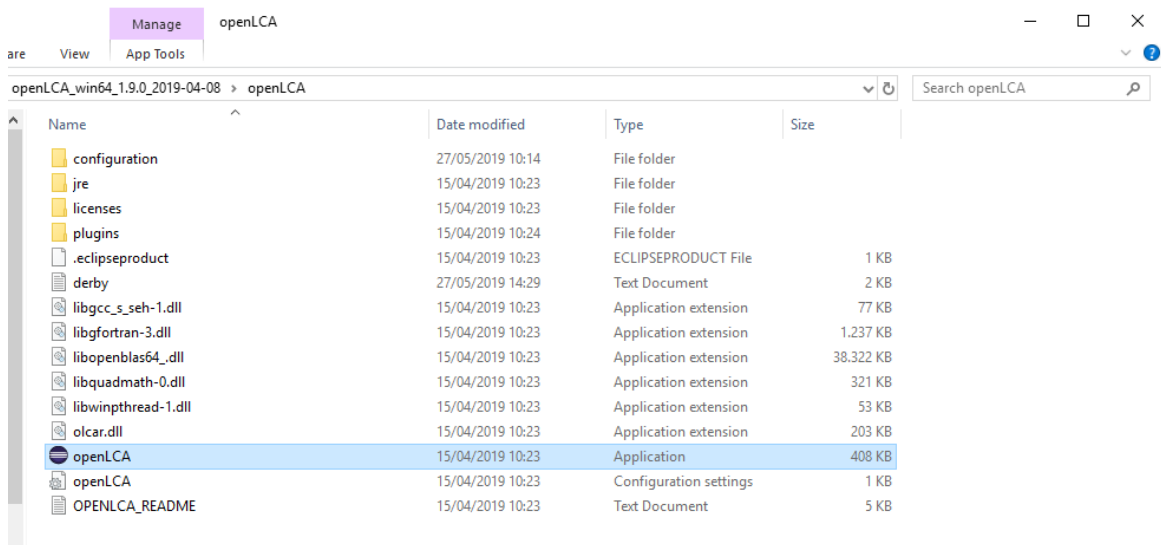 Manage openLCA
are View App Tools
openLCA_win64_1.9.0_2019-04-08 > openLCA Search openLCA
Name Date modified Type Size
configuration 27/05/2019 10:14 File folder
jre 15/04/2019 10:23 File folder
licenses 15/04/2019 10:23 File folder
plugins 15/04/2019 10:24 File folder
.eclipseproduct 15/04/2019 10:23 ECLIPSEPRODUCT File 1 KB
derby 27/05/2019 14:29 Text Document 2 KB
libgcc_s_seh-1.dll 15/04/2019 10:23 Application extension 77 KB
libgfortran-3.dll 15/04/2019 10:23 Application extension 1.237 KB
libopenblas64_.dll 15/04/2019 10:23 Application extension 38.322 KB
libquadmath-0.dll 15/04/2019 10:23 Application extension 321 KB
libwinpthread-1.dll 15/04/2019 10:23 Application extension 53 KB
olcar.dll 15/04/2019 10:23 Application extension 203 KB
openLCA 15/04/2019 10:23 Application 408 KB
openLCA 15/04/2019 10:23 Configuration settings 1 KB
OPENLCA_README 15/04/2019 10:23 Text Document 5 KB